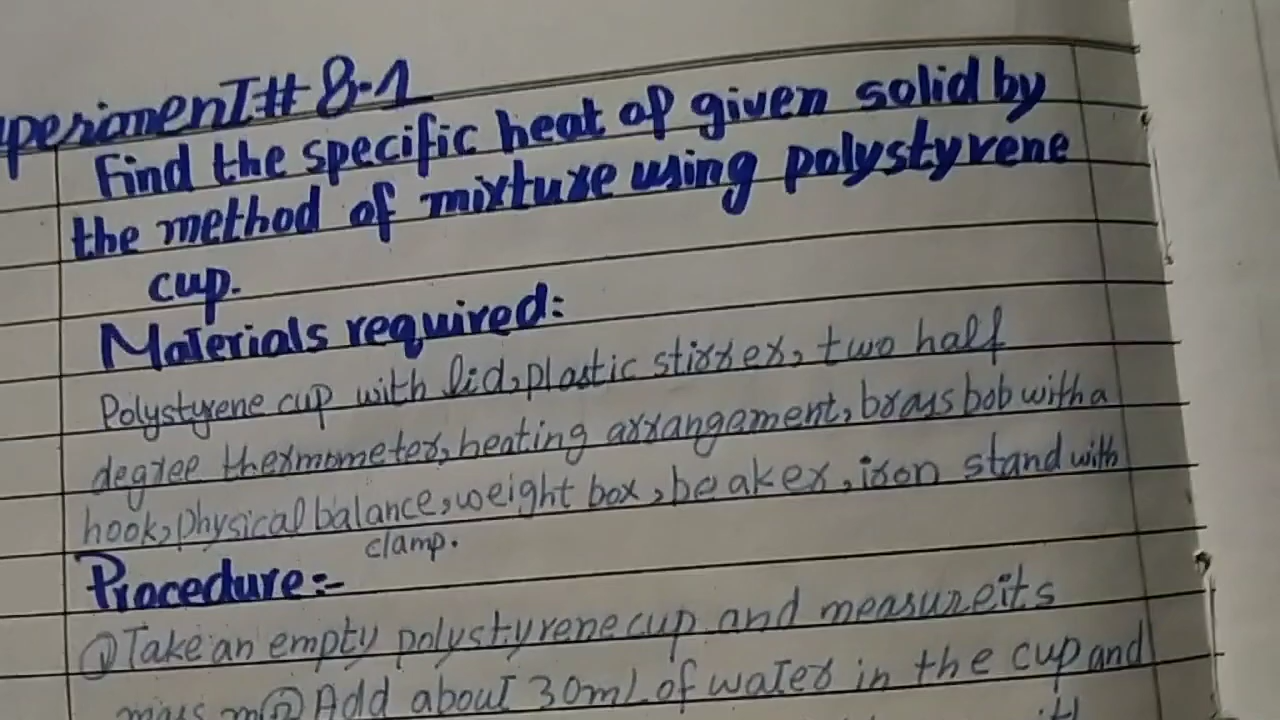 periment# 8.1
Find the specific heat of given solid by
the method of mixture using polystyrene
cup.
Materials required:
Polystyrene cup with lid, plastic stirrer, two half
degree thermometer, heating arrangement, brass bob with a
hook, physical balance, weight box, beaker, iron stand with
clamp.
Procedure:-
① Take an empty polystyrene cup and measure its
mass m ② Add about 30ml of water in the cup and